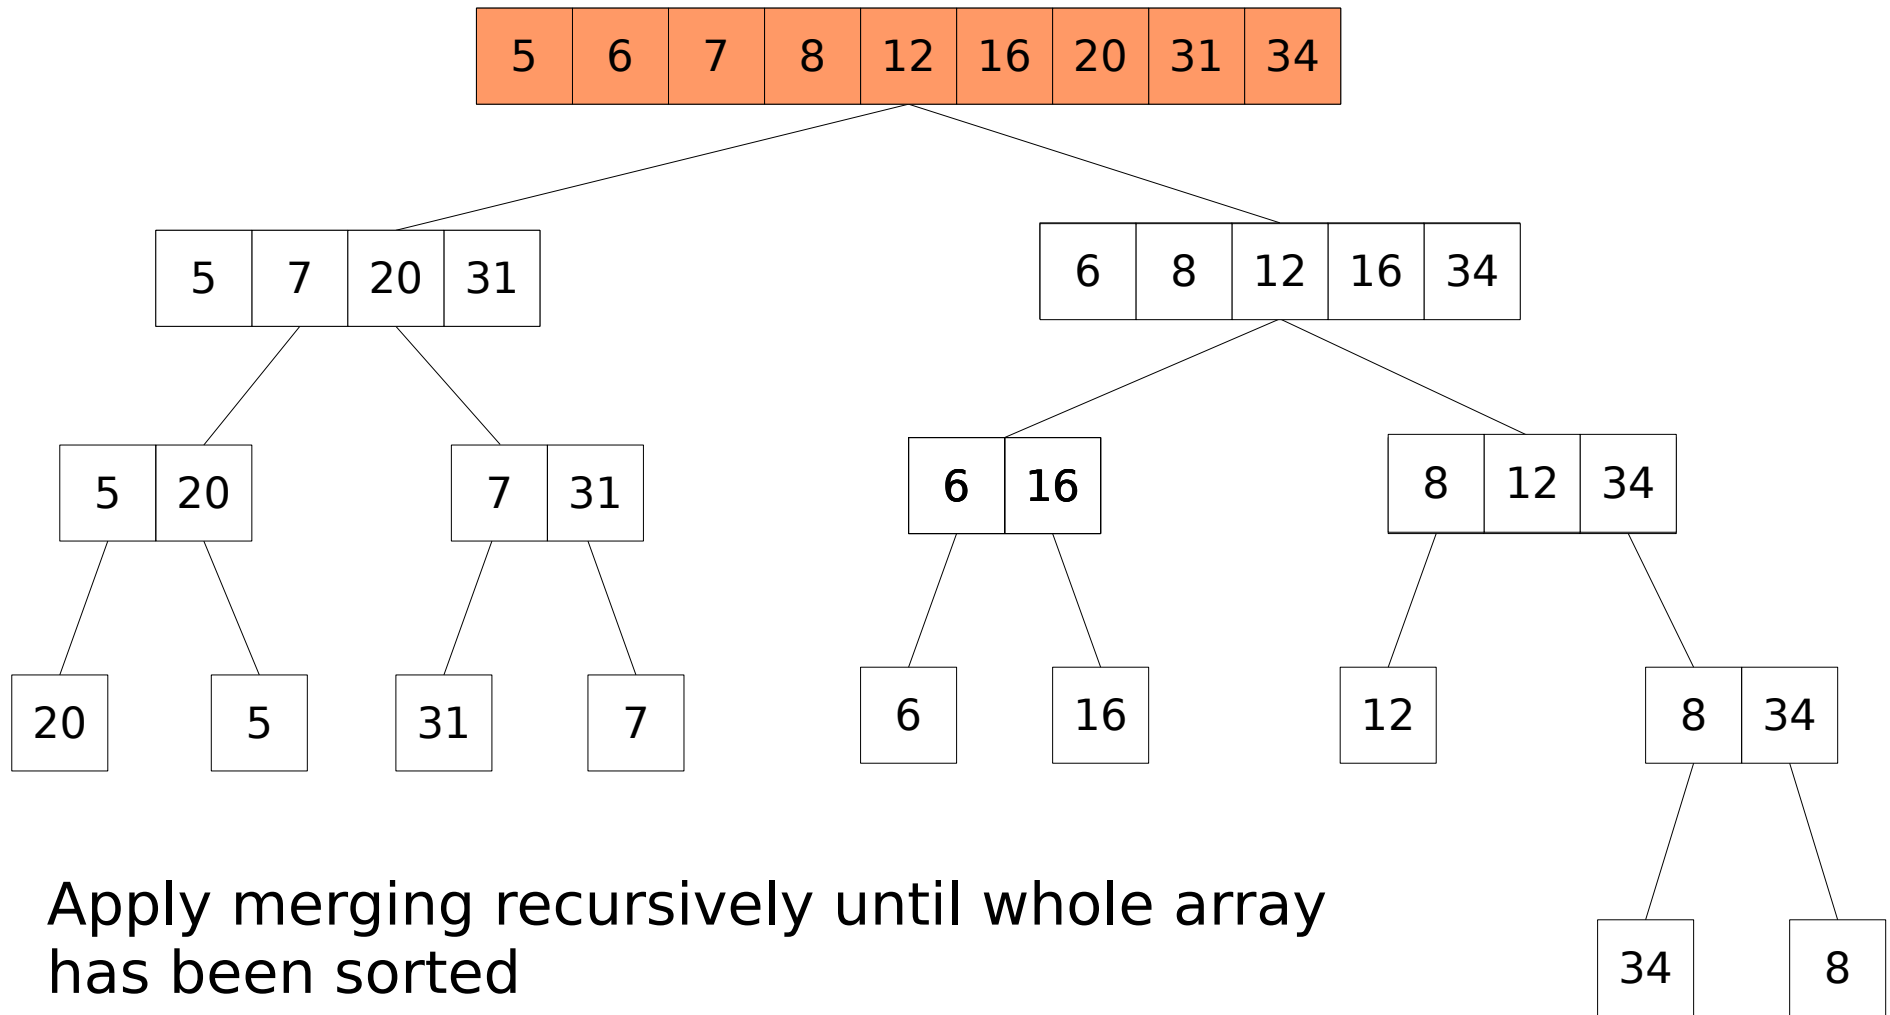 5 6 7 8 12 16 20 31 34
5 7 20 31
6 8 12 16 34
5 20
7 31
6 16
8 12 34
20
5
31
7
6
16
12
8 34
34
8
Apply merging recursively until whole array
has been sorted